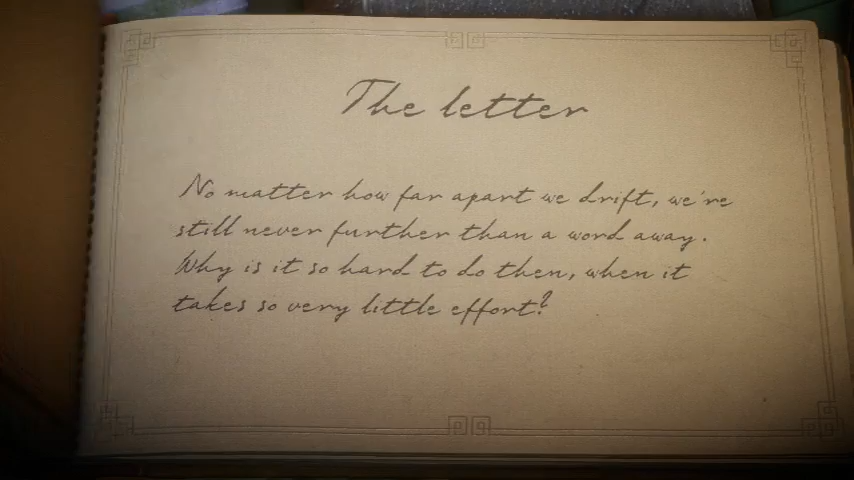 The letter
No matter how far apart we drift, we're
still never further than a word away.
Why is it so hard to do then, when it
takes so very little effort?